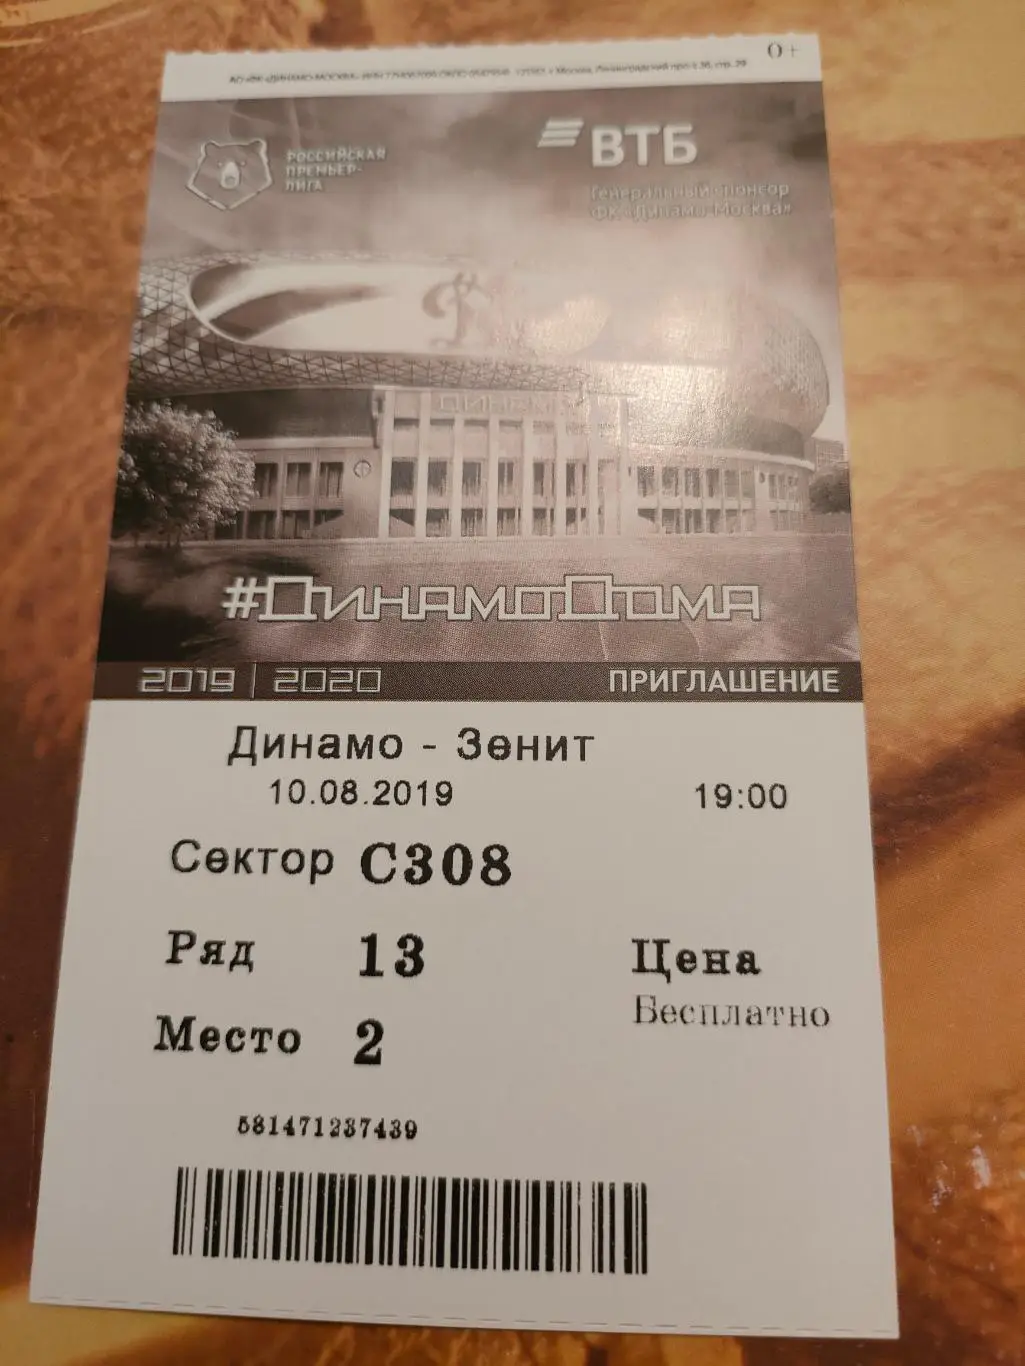 0+
РОССИЙСКАЯ
ПРЕМЬЕР-
ЛИГА
ВТБ
Генеральный спонсор
ФК «Динамо-Москва»
ДИНАМО
#ДинамоДома
2019 | 2020
ПРИГЛАШЕНИЕ
Динамо - Зенит
10.08.2019
19:00
Сектор С308
Ряд 13
Цена
Бесплатно
Место 2
581471237439